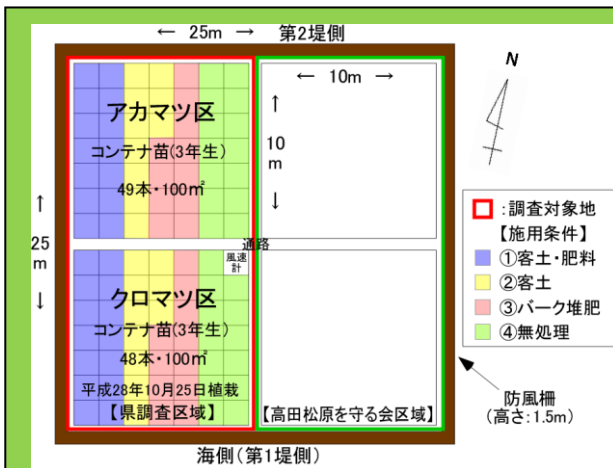 ← 25m → 第2堤側
N
アカマツ区
コンテナ苗(3年生)
49本・100㎡
← 10m →
↑
10
m
↓
↑
25
m
↓
通路
風速
計
クロマツ区
コンテナ苗(3年生)
48本・100㎡
平成28年10月25日植栽
【県調査区域】
【高田松原を守る会区域】
海側(第1堤側)
:調査対象地
【施用条件】
①客土・肥料
②客土
③バーク堆肥
④無処理
防風柵
(高さ:1.5m)